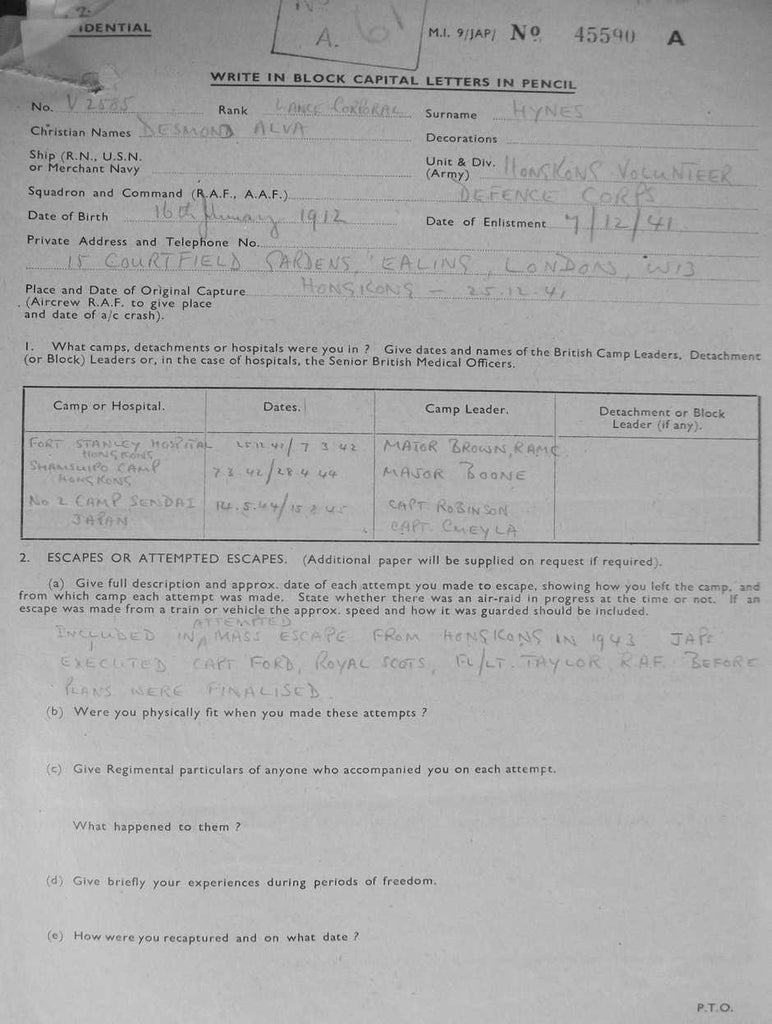 IDENTIAL
A.
M.I. 9/JAP/ No 45590 A
WRITE IN BLOCK CAPITAL LETTERS IN PENCIL
No. V 2585 Rank LANCE CORPORAL Surname HYNES
Christian Names DESMOND ALVA Decorations
Ship (R.N., U.S.N. or Merchant Navy
Unit & Div. (Army) HONGKONG VOLUNTEER
Squadron and Command (R.A.F., A.A.F.) DEFENCE CORPS
Date of Birth 16th 1912 Date of Enlistment 7/12/41
Private Address and Telephone No.
15 COURTFIELD GARDENS, EALING, LONDON, W13
Place and Date of Original Capture HONGKONG - 25.12.41
(Aircrew R.A.F. to give place
and date of a/c crash).
1. What camps, detachments or hospitals were you in ? Give dates and names of the British Camp Leaders, Detachment
(or Block) Leaders or, in the case of hospitals, the Senior British Medical Officers.
Camp or Hospital. Dates. Camp Leader. Detachment or Block Leader (if any).
FORT STANLEY HOSPITAL HONGKONG 25 12 41/7 3 42 MAJOR BROWN, RAMC
SHAMSUIPO CAMP HONGKONG 7 3 42/28 4 44 MAJOR BOONE
No 2 CAMP SENDAI JAPAN 14.5.44/15 8 45 CAPT ROBINSON
CAPT.
2. ESCAPES OR ATTEMPTED ESCAPES. (Additional paper will be supplied on request if required).
(a) Give full description and approx. date of each attempt you made to escape, showing how you left the camp, and
from which camp each attempt was made. State whether there was an air-raid in progress at the time or not. If an
escape was made from a train or vehicle the approx. speed and how it was guarded should be included.
INCLUDED IN ATTEMPTED MASS ESCAPE FROM HONGKONG IN 1943 JAPS
EXECUTED CAPT FORD, ROYAL SCOTS, FL/LT. TAYLOR R.A.F. BEFORE
PLANS WERE FINALISED.
(b) Were you physically fit when you made these attempts ?
(c) Give Regimental particulars of anyone who accompanied you on each attempt.
What happened to them ?
(d) Give briefly your experiences during periods of freedom.
(e) How were you recaptured and on what date ?
P.T.O.